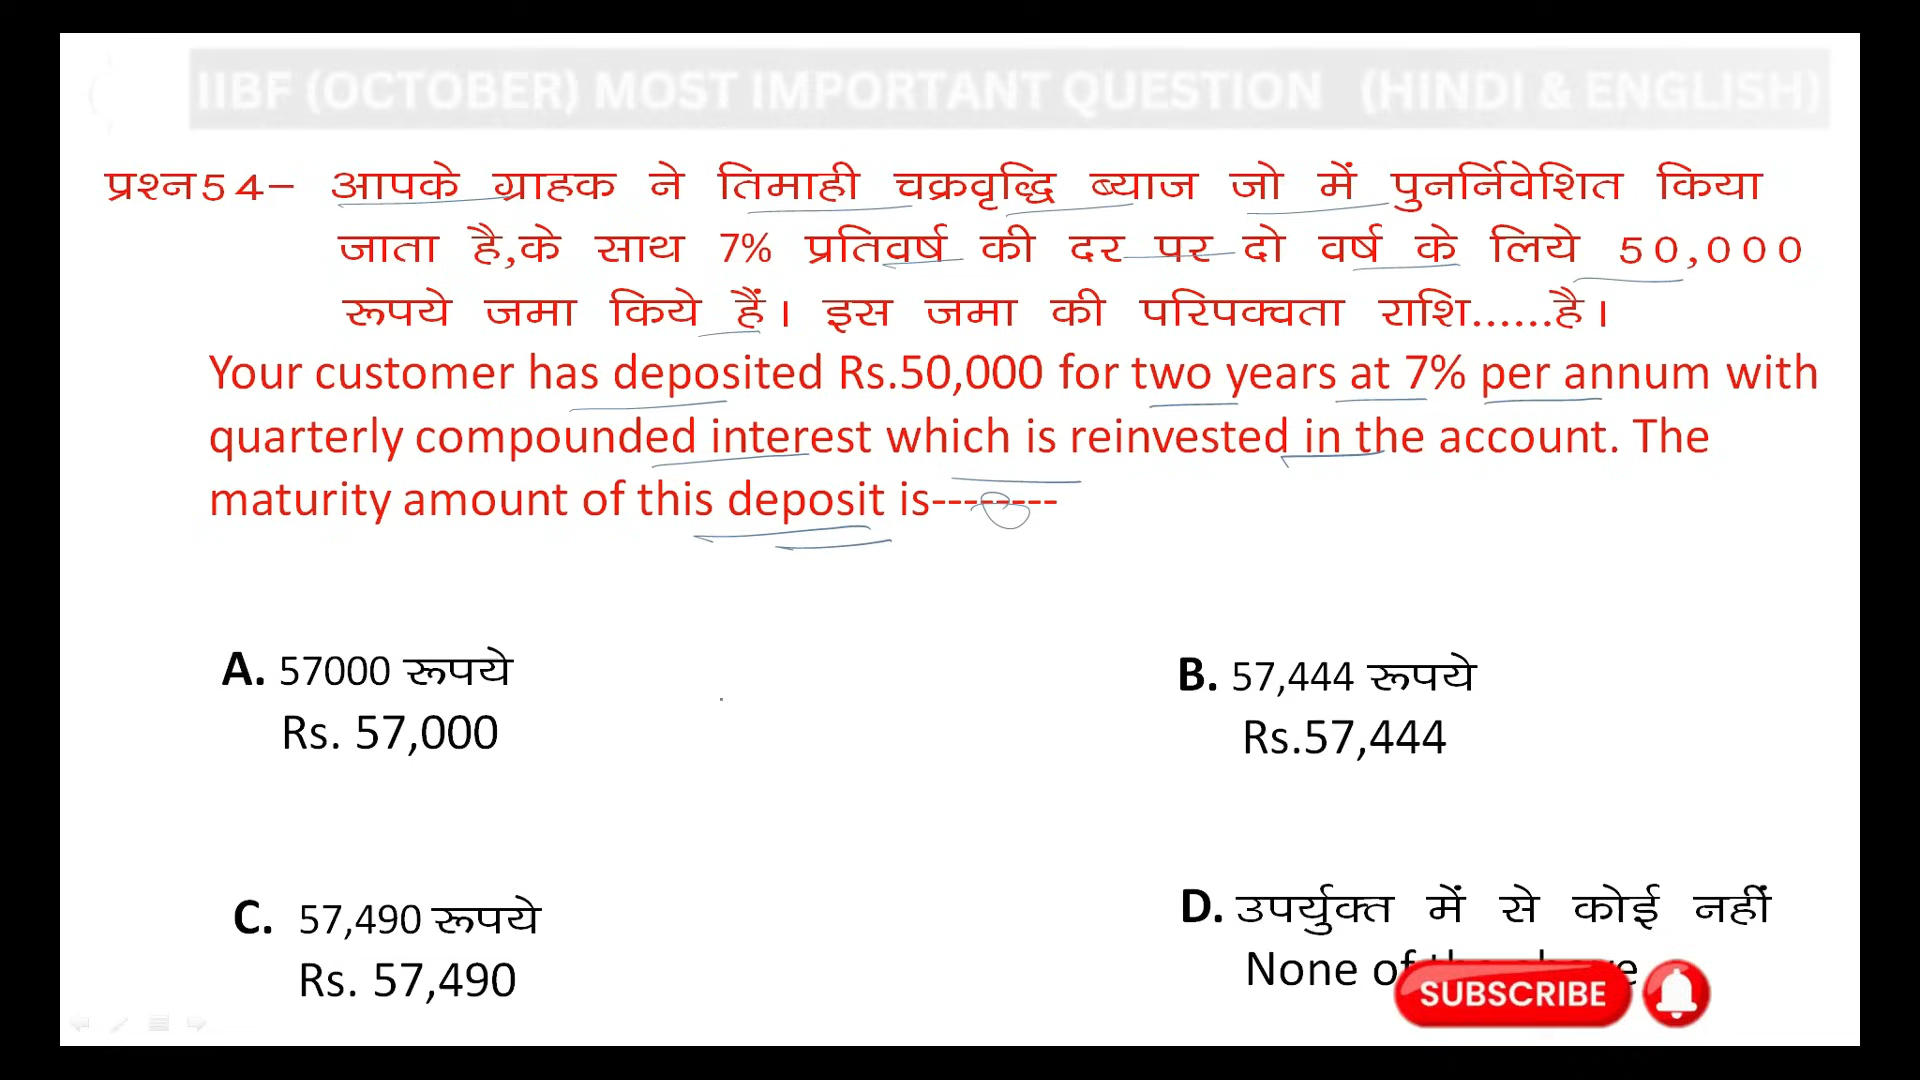 IIBF (OCTOBER) MOST IMPORTANT QUESTION (HINDI & ENGLISH)
प्रश्न54– आपके ग्राहक ने तिमाही चक्रवृद्धि ब्याज जो में पुनर्निवेशित किया
जाता है,के साथ 7% प्रतिवर्ष की दर पर दो वर्ष के लिये 50,000
रूपये जमा किये हैं। इस जमा की परिपक्वता राशि......है।
Your customer has deposited Rs.50,000 for two years at 7% per annum with
quarterly compounded interest which is reinvested in the account. The
maturity amount of this deposit is--------
A. 57000 रूपये
Rs. 57,000
B. 57,444 रूपये
Rs.57,444
C. 57,490 रूपये
Rs. 57,490
D. उपर्युक्त में से कोई नहीं
None of
SUBSCRIBE